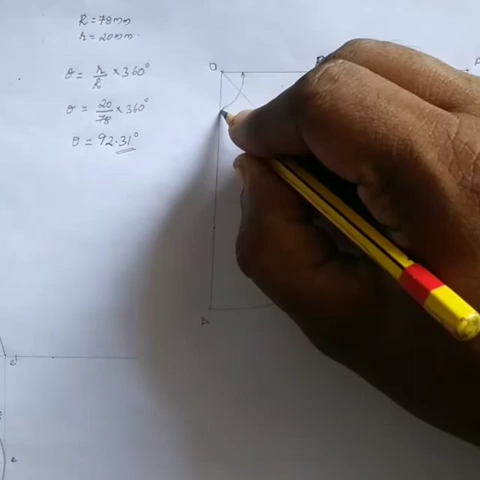 R = 78mm
r = 20mm
θ = r/R × 360°
θ = 20/78 × 360°
θ = 92.31°
O
A
C